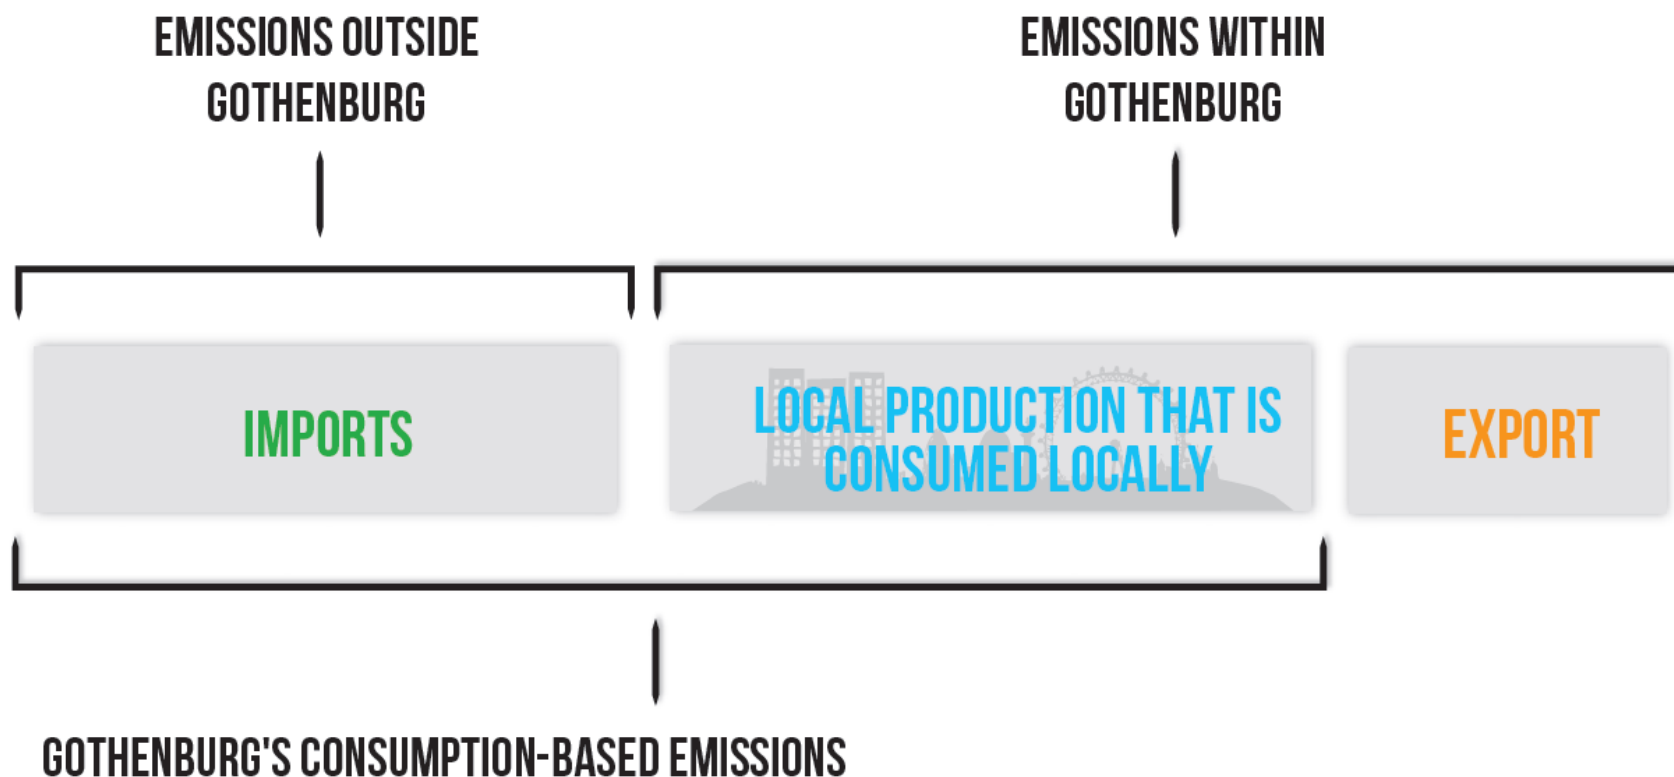 EMISSIONS OUTSIDE
GOTHENBURG
EMISSIONS WITHIN
GOTHENBURG
IMPORTS
LOCAL PRODUCTION THAT IS
CONSUMED LOCALLY
EXPORT
GOTHENBURG'S CONSUMPTION-BASED EMISSIONS